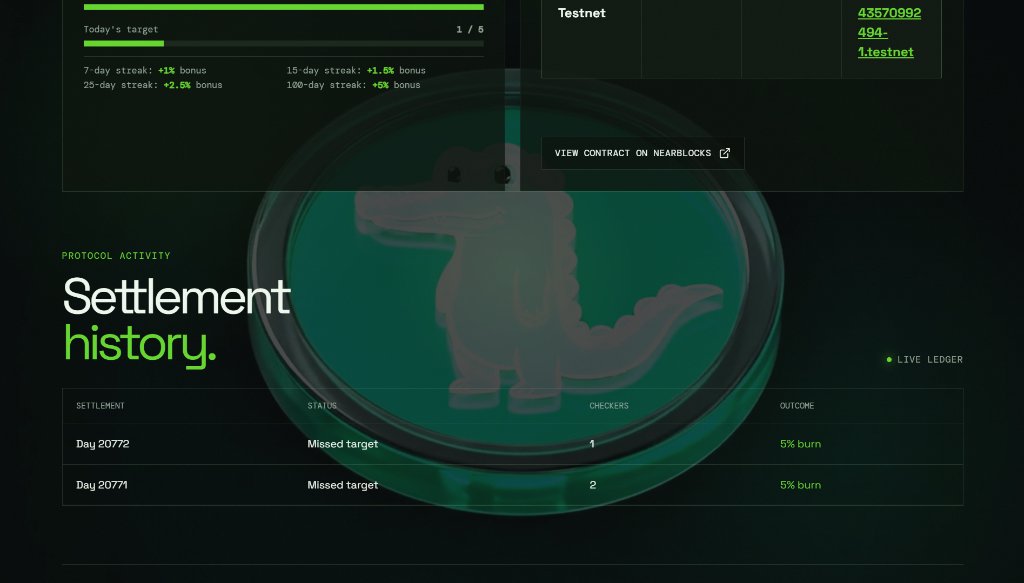 Today's target 1 / 5
7-day streak: +1% bonus 15-day streak: +1.5% bonus
25-day streak: +2.5% bonus 100-day streak: +5% bonus
Testnet
43570992
494-
1.testnet
VIEW CONTRACT ON NEARBLOCKS
PROTOCOL ACTIVITY
Settlement
history.
LIVE LEDGER
SETTLEMENT STATUS CHECKERS OUTCOME
Day 20772 Missed target 1 5% burn
Day 20771 Missed target 2 5% burn